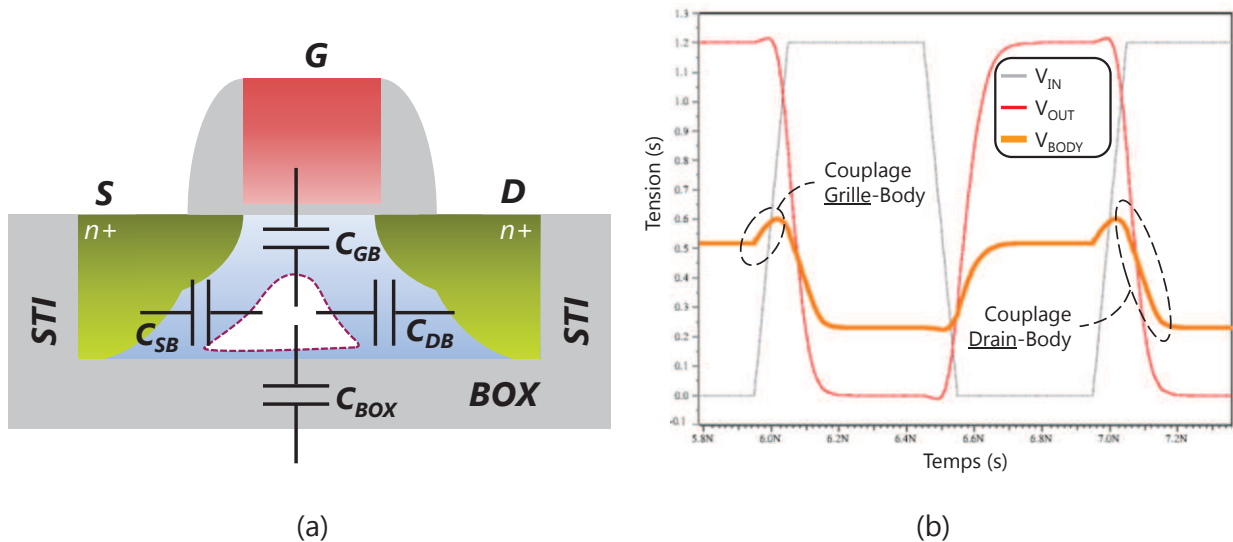 G
S
D
n+
n+
C_GB
STI
STI
C_SB
C_DB
C_BOX
BOX
(a)
Tension (s)
1.3
1.2
1.1
1.0
0.9
0.8
0.7
0.6
0.5
0.4
0.3
0.2
0.1
0.0
-0.1
V_IN
V_OUT
V_BODY
Couplage
Grille-Body
Couplage
Drain-Body
5.8N
6.0N
6.2N
6.4N
6.6N
6.8N
7.0N
7.2N
Temps (s)
(b)